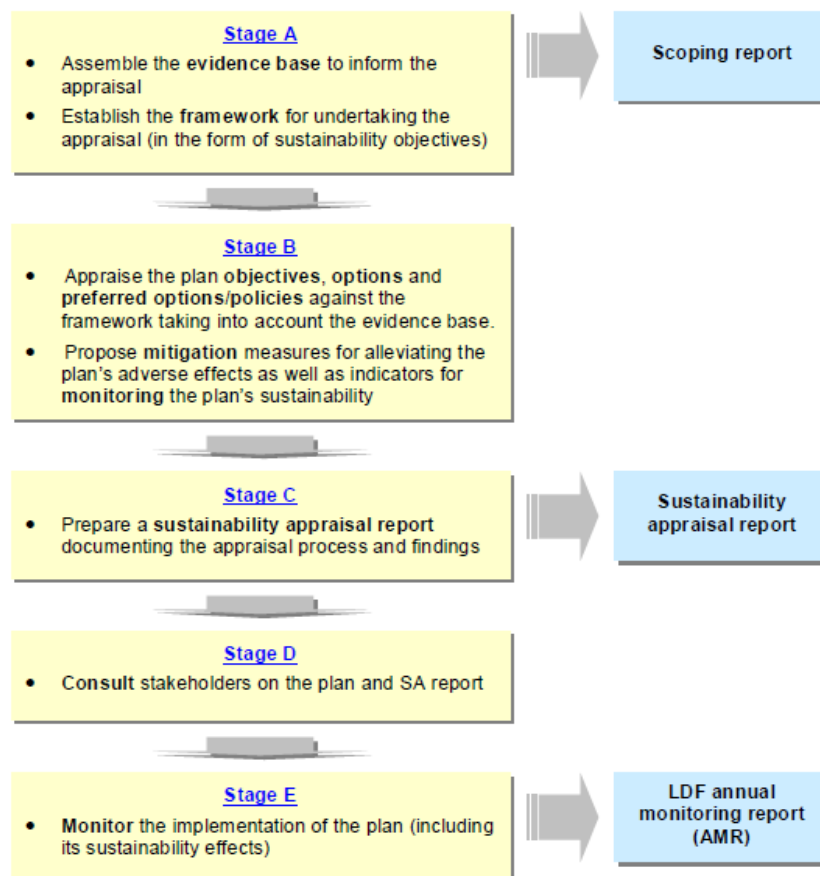 Stage A
• Assemble the evidence base to inform the
appraisal
• Establish the framework for undertaking the
appraisal (in the form of sustainability objectives)
Scoping report
Stage B
• Appraise the plan objectives, options and
preferred options/policies against the
framework taking into account the evidence base.
• Propose mitigation measures for alleviating the
plan's adverse effects as well as indicators for
monitoring the plan's sustainability
Stage C
• Prepare a sustainability appraisal report
documenting the appraisal process and findings
Sustainability
appraisal report
Stage D
• Consult stakeholders on the plan and SA report
Stage E
• Monitor the implementation of the plan (including
its sustainability effects)
LDF annual
monitoring report
(AMR)